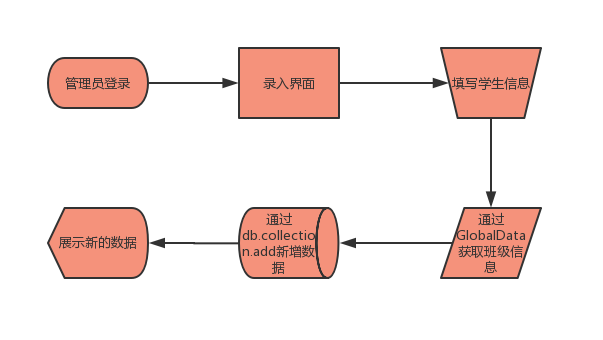 管理员登录
录入界面
填写学生信息
通过
GlobalData
获取班级信
息
通过
db.collectio
n.add新增数
据
展示新的数据